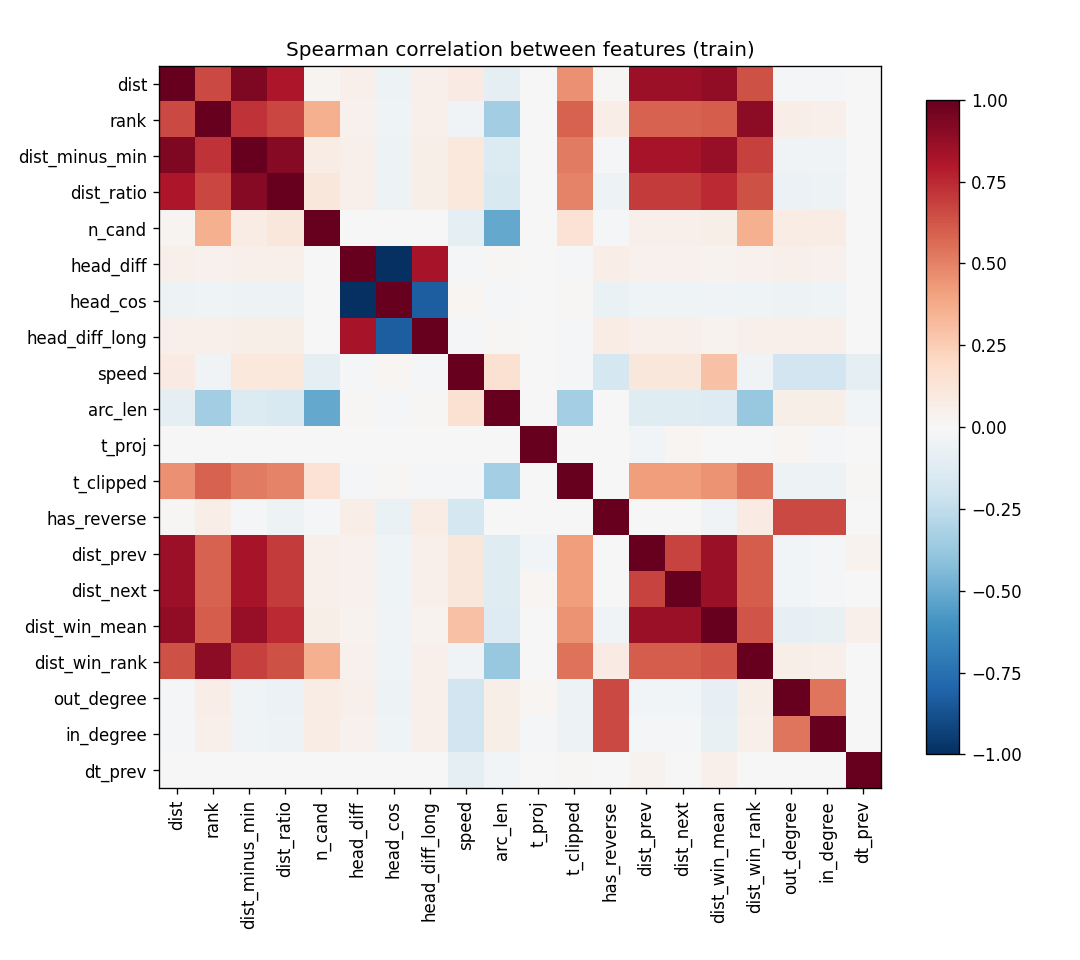 Spearman correlation between features (train)
dist
rank
dist_minus_min
dist_ratio
n_cand
head_diff
head_cos
head_diff_long
speed
arc_len
t_proj
t_clipped
has_reverse
dist_prev
dist_next
dist_win_mean
dist_win_rank
out_degree
in_degree
dt_prev
dist
rank
dist_minus_min
dist_ratio
n_cand
head_diff
head_cos
head_diff_long
speed
arc_len
t_proj
t_clipped
has_reverse
dist_prev
dist_next
dist_win_mean
dist_win_rank
out_degree
in_degree
dt_prev
1.00
0.75
0.50
0.25
0.00
−0.25
−0.50
−0.75
−1.00